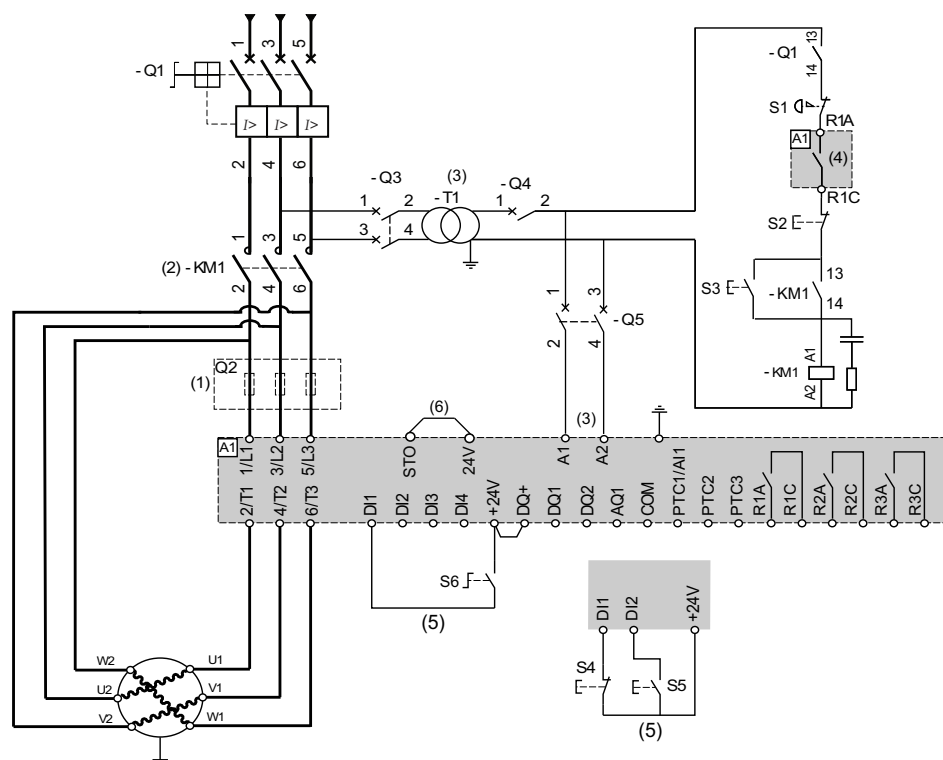 1 3 5
-Q1
I> I> I>
2 4 6
-Q3 (3) -Q4
1 2 -T1 1 2
3 4
1 3 5
(2) -KM1
2 4 6
1 3
-Q5
2 4
13
-Q1
14
S1
R1A
A1
(4)
R1C
S2
13
S3 -KM1
14
A1
-KM1
A2
Q2
(1)
(6)
(3)
A1
1/L1 3/L2 5/L3 STO 24V A1 A2
2/T1 4/T2 6/T3 DI1 DI2 DI3 DI4 +24V DQ+ DQ1 DQ2 AQ1 COM PTC1/AI1 PTC2 PTC3 R1A R1C R2A R2C R3A R3C
S6
(5)
DI1 DI2 +24V
S4 S5
(5)
W2 U1
U2 V1
V2 W1